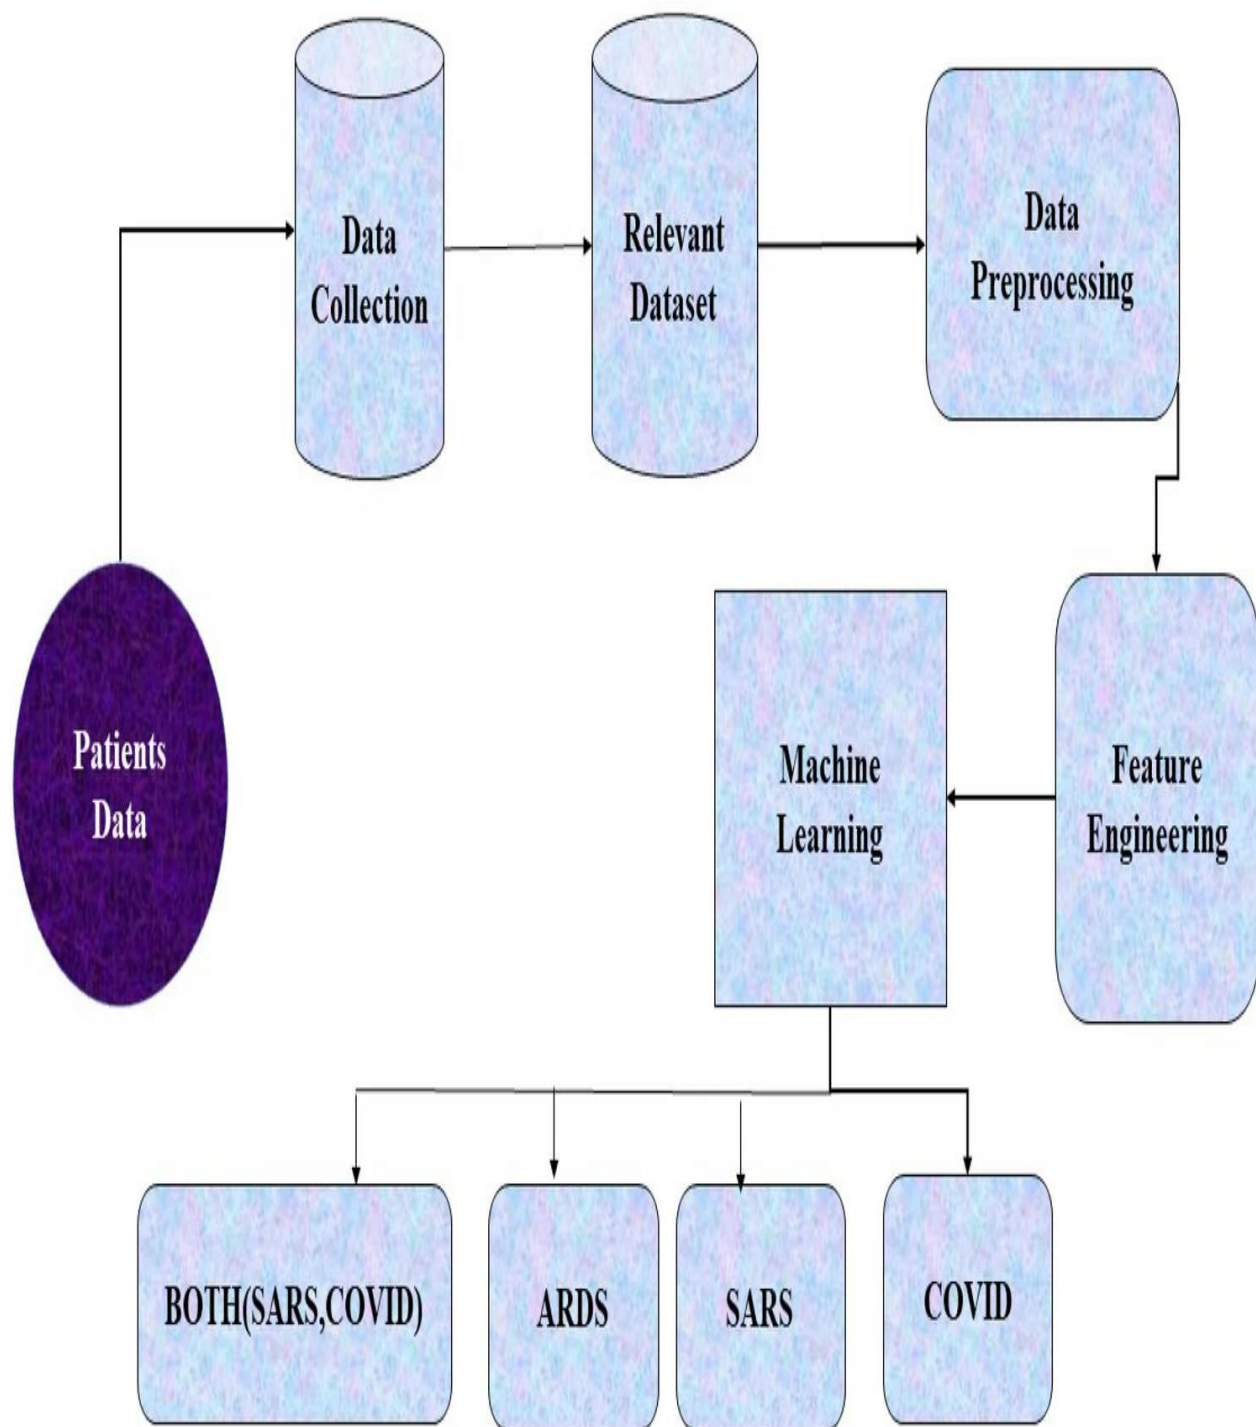 Data
Collection
Relevant
Dataset
Data
Preprocessing
Patients
Data
Machine
Learning
Feature
Engineering
BOTH(SARS,COVID)
ARDS
SARS
COVID